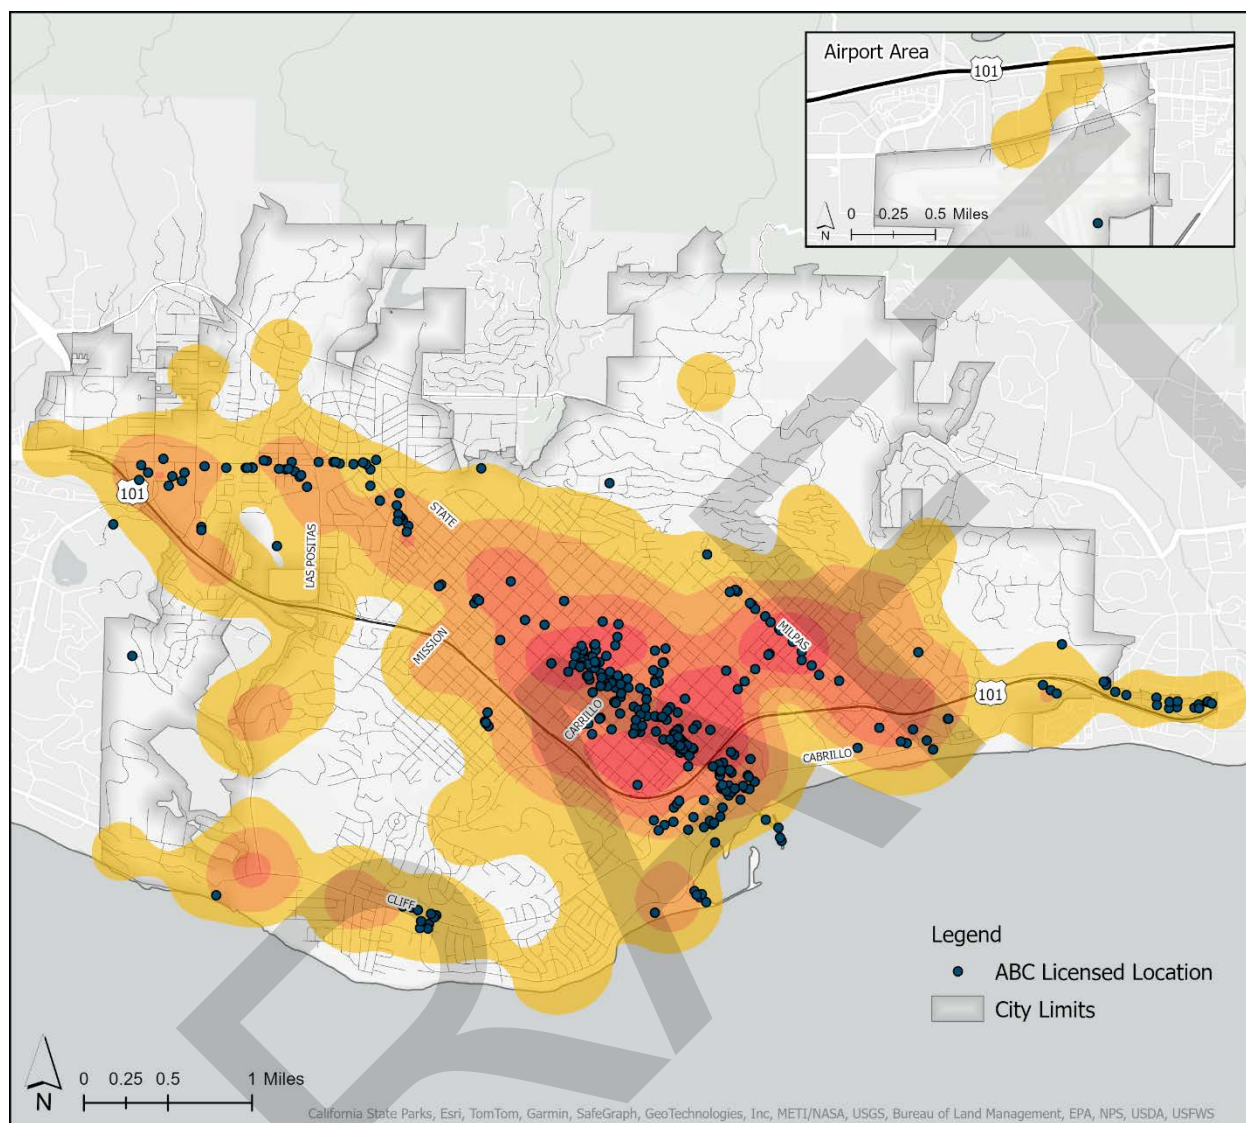 Airport Area
101
0 0.25 0.5 Miles
N
101
STATE
LAS POSITAS
MILPAS
MISSION
101
CARRILLO
CABRILLO
CLIFF
Legend
ABC Licensed Location
City Limits
0 0.25 0.5 1 Miles
N
California State Parks, Esri, TomTom, Garmin, SafeGraph, GeoTechnologies, Inc, METI/NASA, USGS, Bureau of Land Management, EPA, NPS, USDA, USFWS